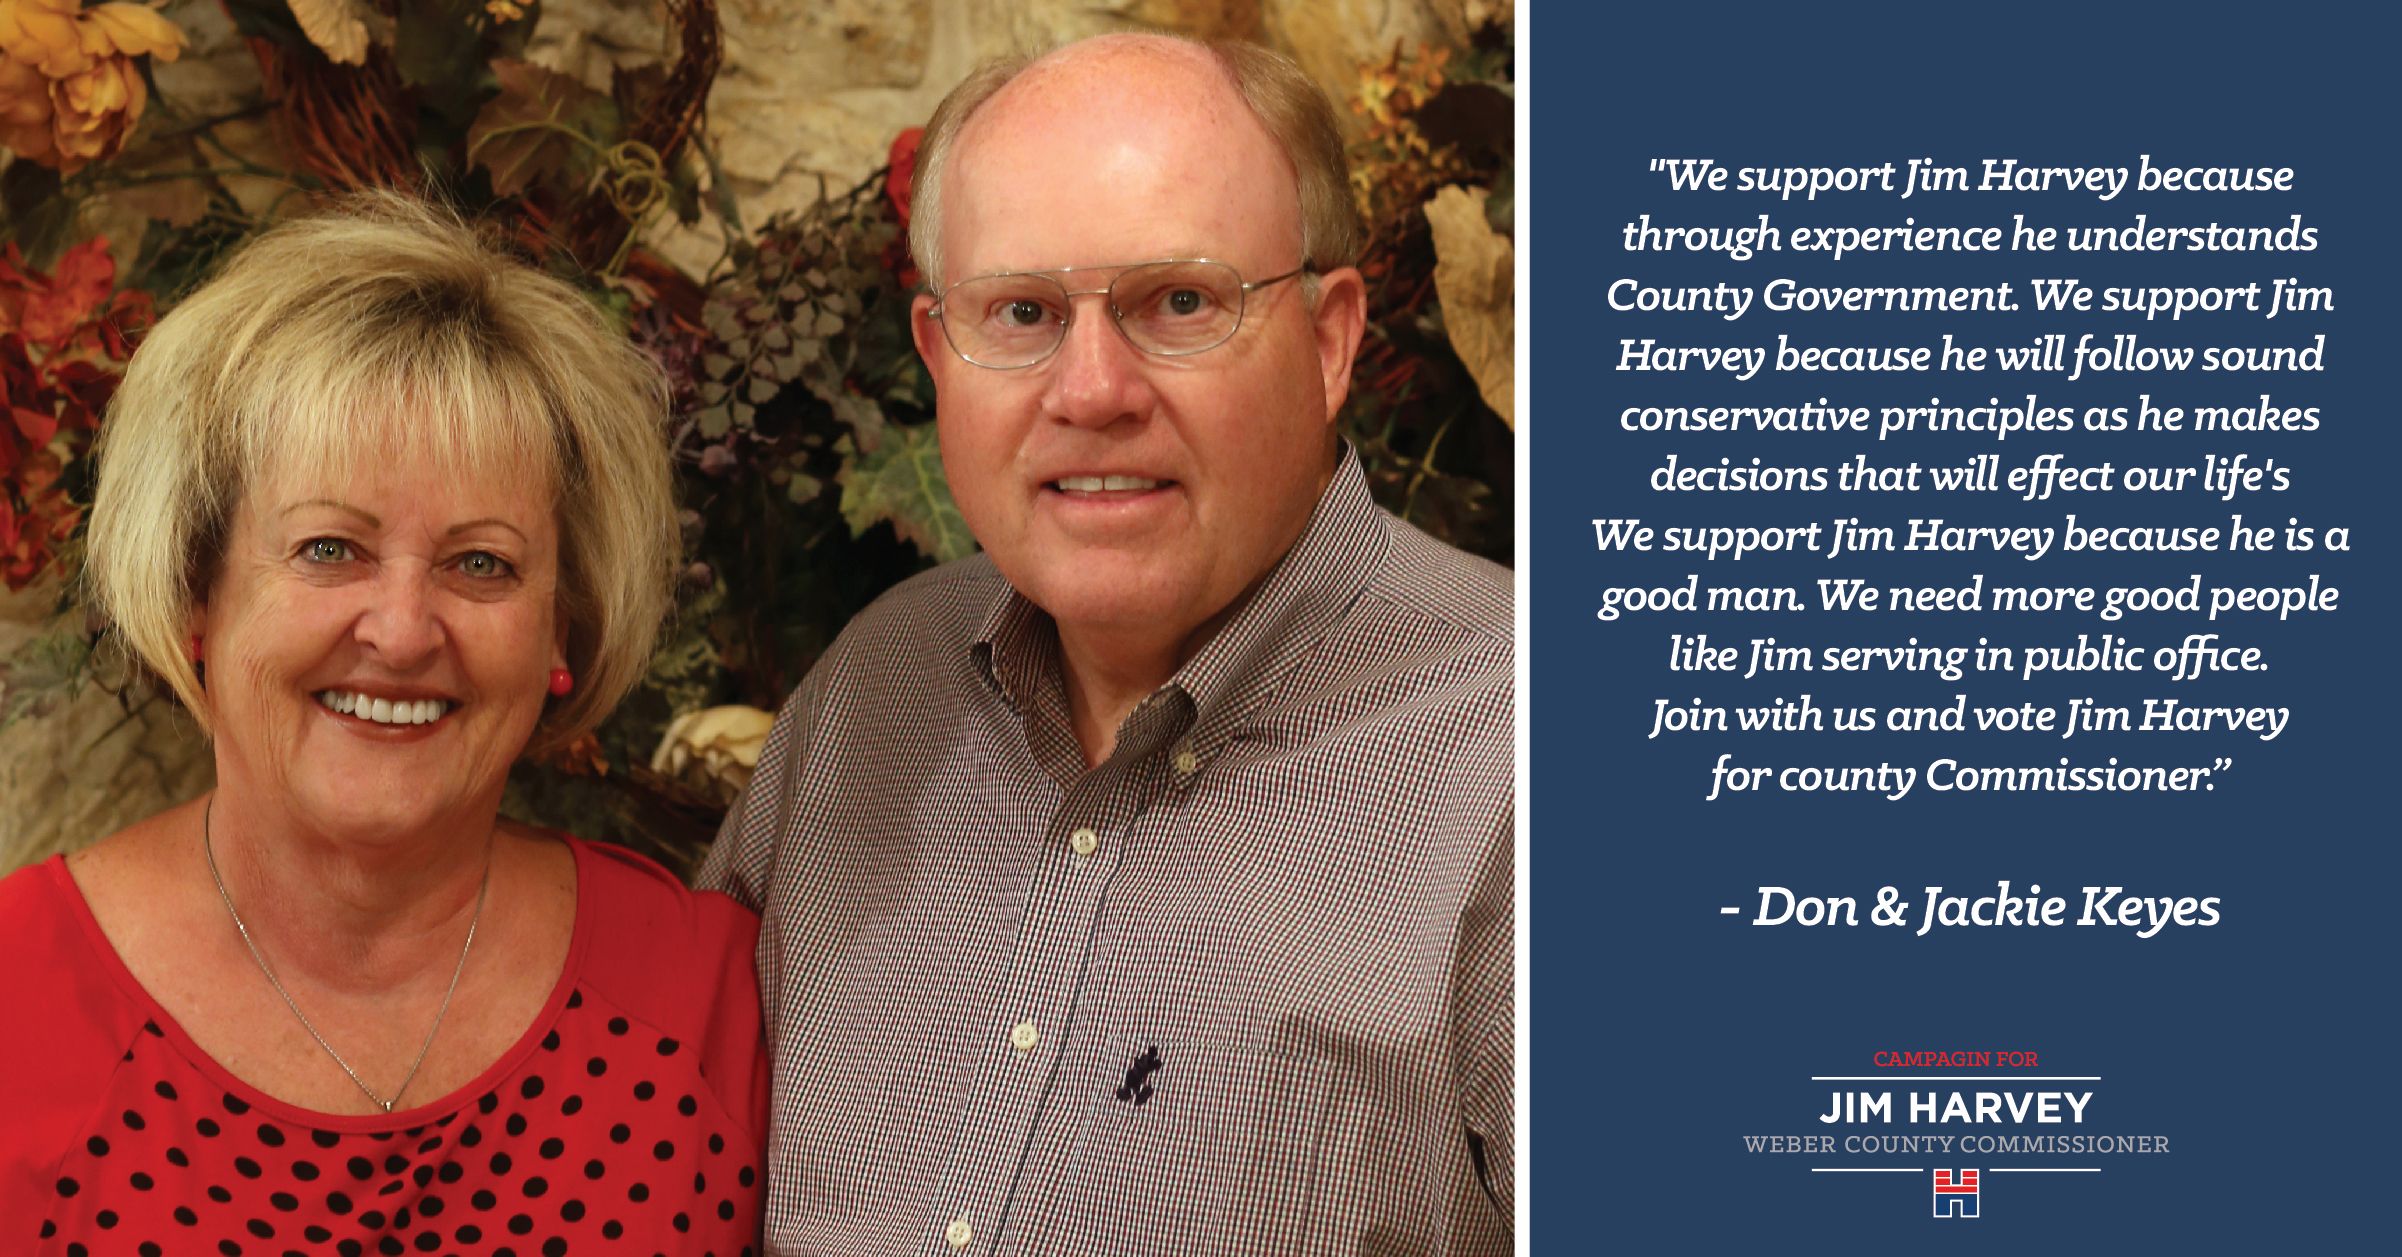 "We support Jim Harvey because
through experience he understands
County Government. We support Jim
Harvey because he will follow sound
conservative principles as he makes
decisions that will effect our life's
We support Jim Harvey because he is a
good man. We need more good people
like Jim serving in public office.
Join with us and vote Jim Harvey
for county Commissioner.”
- Don & Jackie Keyes
CAMPAGIN FOR
JIM HARVEY
WEBER COUNTY COMMISSIONER
H